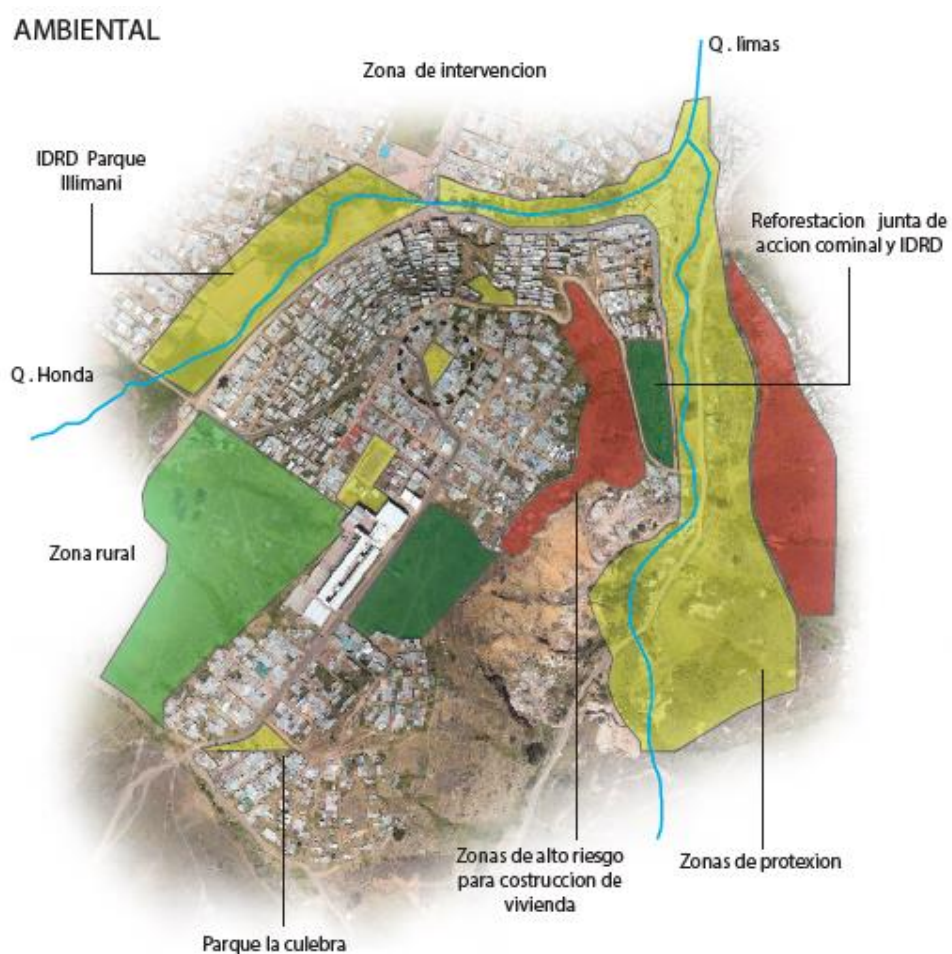 AMBIENTAL
Q . limas
Zona de intervencion
IDRD Parque
Illimani
Reforestacion junta de
accion cominal y IDRD
Q . Honda
Zona rural
Zonas de alto riesgo
para costruccion de
vivienda
Zonas de protexion
Parque la culebra